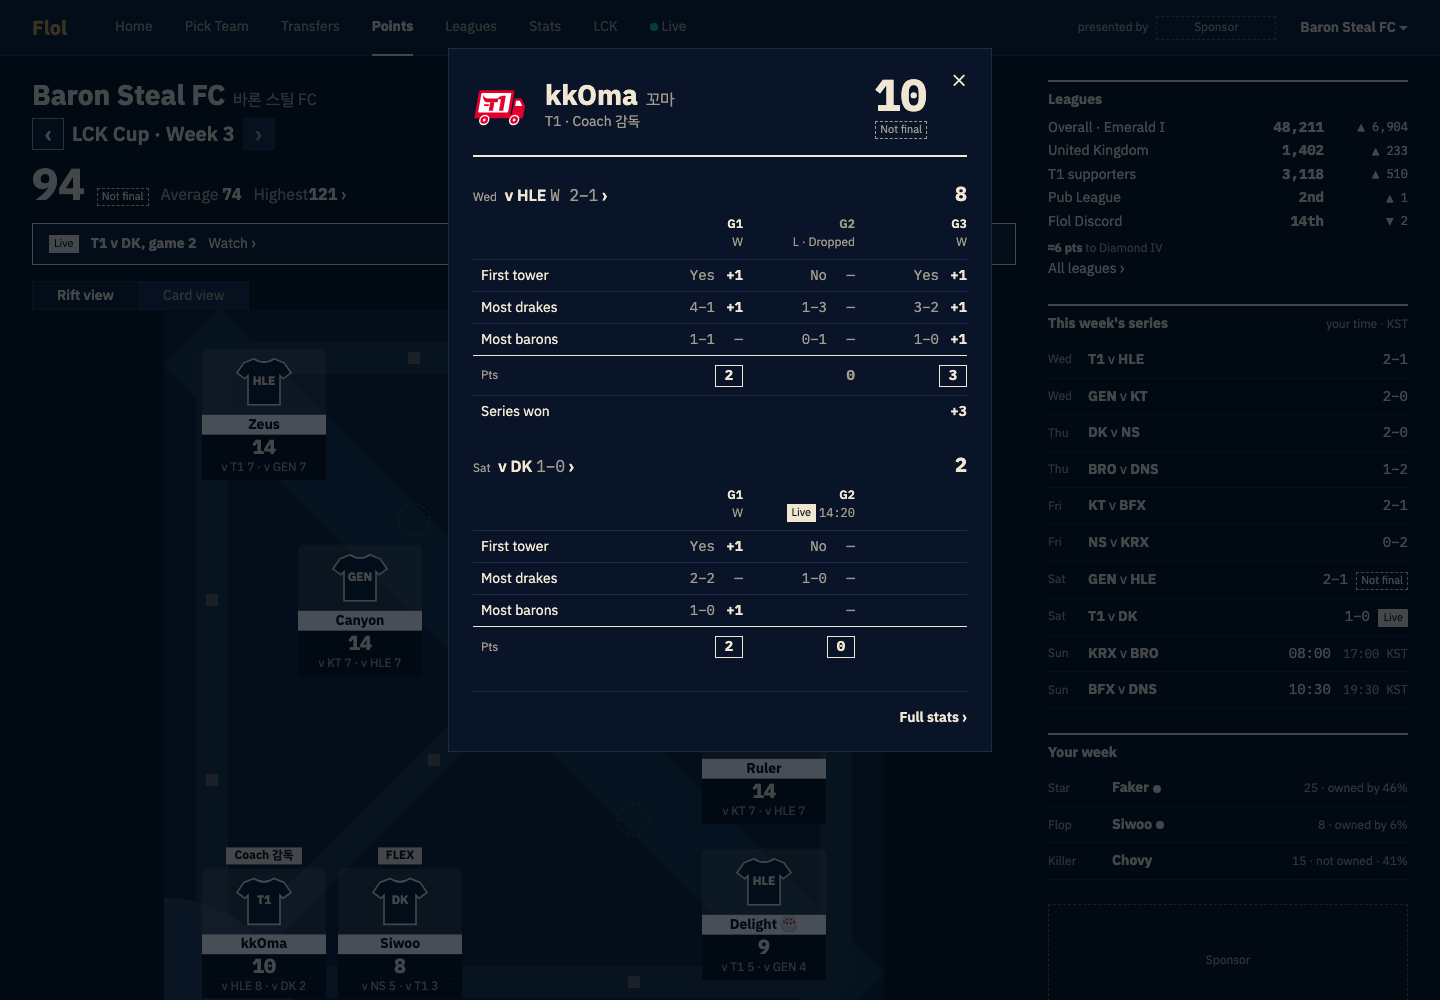 Flol
Home
Pick Team
Transfers
Points
Leagues
Stats
LCK
Live
presented by
Sponsor
Baron Steal FC
Baron Steal FC 바론 스틸 FC
‹ LCK Cup · Week 3 ›
94 Not final Average 74 Highest 121 ›
Live T1 v DK, game 2 Watch ›
Rift view Card view
HLE
Zeus
14
v T1 7 · v GEN 7
GEN
Canyon
14
v KT 7 · v HLE 7
Ruler
14
v KT 7 · v HLE 7
Coach 감독
T1
kkOma
10
v HLE 8 · v DK 2
FLEX
DK
Siwoo
8
v NS 5 · v T1 3
HLE
Delight
9
v T1 5 · v GEN 4
T1
kkOma 꼬마
T1 · Coach 감독
10
Not final
Wed v HLE W 2–1 › 8
G1 G2 G3
W L · Dropped W
First tower Yes +1 No – Yes +1
Most drakes 4–1 +1 1–3 – 3–2 +1
Most barons 1–1 – 0–1 – 1–0 +1
Pts 2 0 3
Series won +3
Sat v DK 1–0 › 2
G1 G2
W Live 14:20
First tower Yes +1 No –
Most drakes 2–2 – 1–0 –
Most barons 1–0 +1 –
Pts 2 0
Full stats ›
Leagues
Overall · Emerald I 48,211 ▲ 6,904
United Kingdom 1,402 ▲ 233
T1 supporters 3,118 ▲ 510
Pub League 2nd ▲ 1
Flol Discord 14th ▼ 2
≈6 pts to Diamond IV
All leagues ›
This week's series your time · KST
Wed T1 v HLE 2–1
Wed GEN v KT 2–0
Thu DK v NS 2–0
Thu BRO v DNS 1–2
Fri KT v BFX 2–1
Fri NS v KRX 0–2
Sat GEN v HLE 2–1 Not final
Sat T1 v DK 1–0 Live
Sun KRX v BRO 08:00 17:00 KST
Sun BFX v DNS 10:30 19:30 KST
Your week
Star Faker 25 · owned by 46%
Flop Siwoo 8 · owned by 6%
Killer Chovy 15 · not owned · 41%
Sponsor